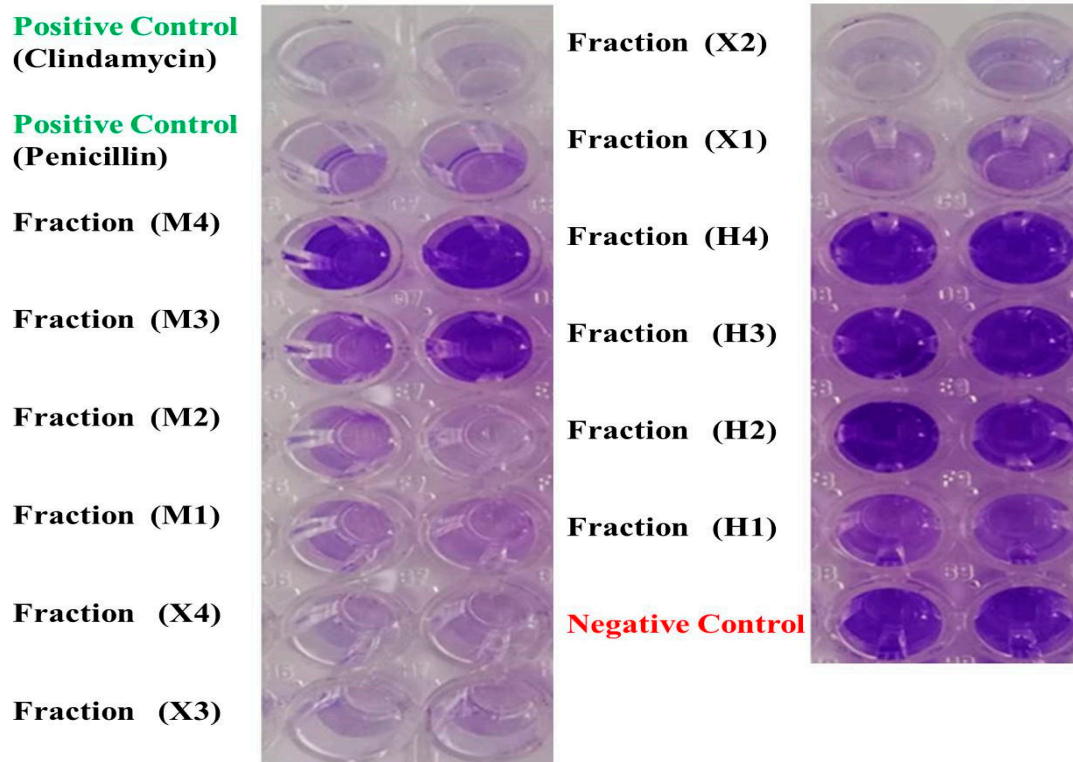 Positive Control
(Clindamycin)
Positive Control
(Penicillin)
Fraction (M4)
Fraction (M3)
Fraction (M2)
Fraction (M1)
Fraction (X4)
Fraction (X3)
Fraction (X2)
Fraction (X1)
Fraction (H4)
Fraction (H3)
Fraction (H2)
Fraction (H1)
Negative Control